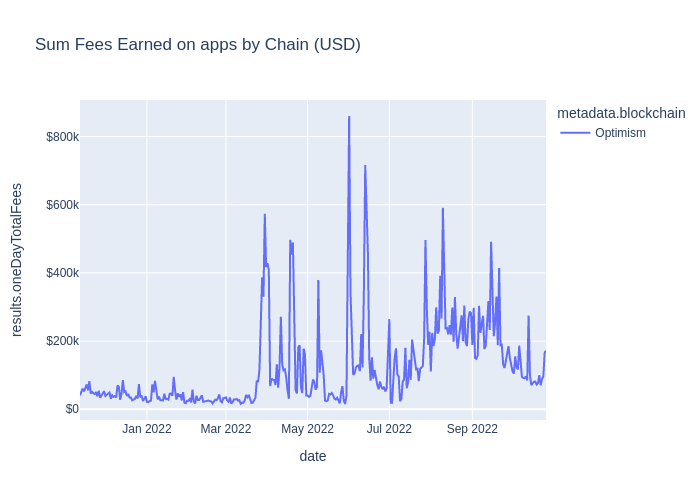 Sum Fees Earned on apps by Chain (USD)
metadata.blockchain
Optimism
results.oneDayTotalFees
$800k
$600k
$400k
$200k
$0
Jan 2022
Mar 2022
May 2022
Jul 2022
Sep 2022
date